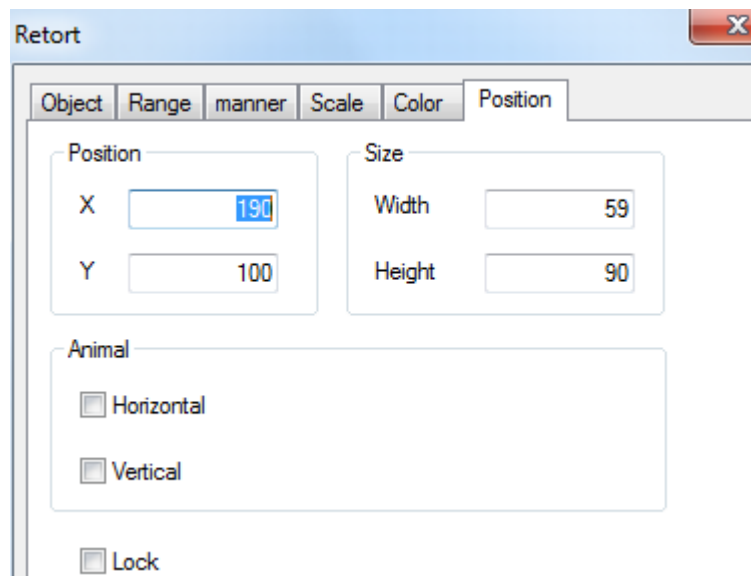 Retort
Object Range manner Scale Color Position
Position
X 190
Y 100
Size
Width 59
Height 90
Animal
Horizontal
Vertical
Lock